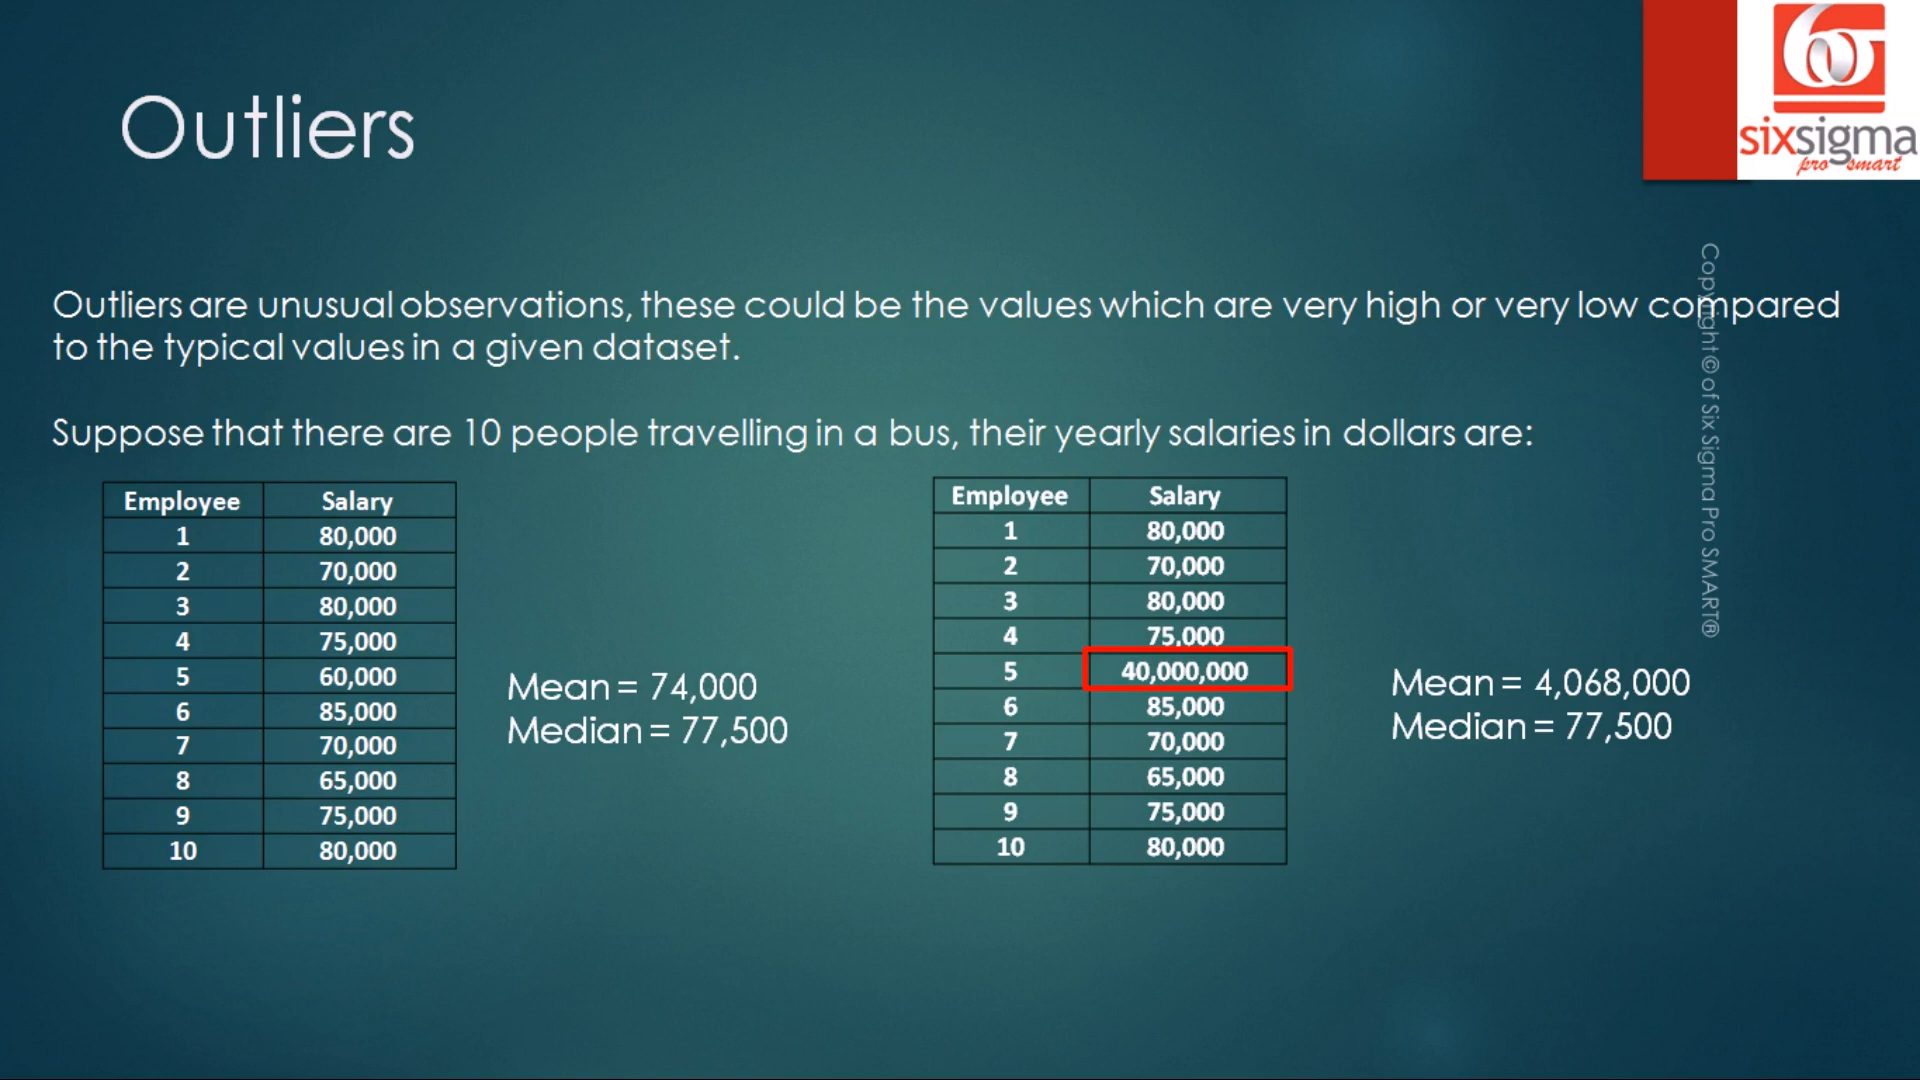 Outliers
sixsigma
pro smart
Outliers are unusual observations, these could be the values which are very high or very low compared
to the typical values in a given dataset.
Suppose that there are 10 people travelling in a bus, their yearly salaries in dollars are:
Employee Salary
1 80,000
2 70,000
3 80,000
4 75,000
5 60,000
6 85,000
7 70,000
8 65,000
9 75,000
10 80,000
Mean = 74,000
Median = 77,500
Employee Salary
1 80,000
2 70,000
3 80,000
4 75,000
5 40,000,000
6 85,000
7 70,000
8 65,000
9 75,000
10 80,000
Mean = 4,068,000
Median = 77,500
Copyright © of Six Sigma Pro SMART®